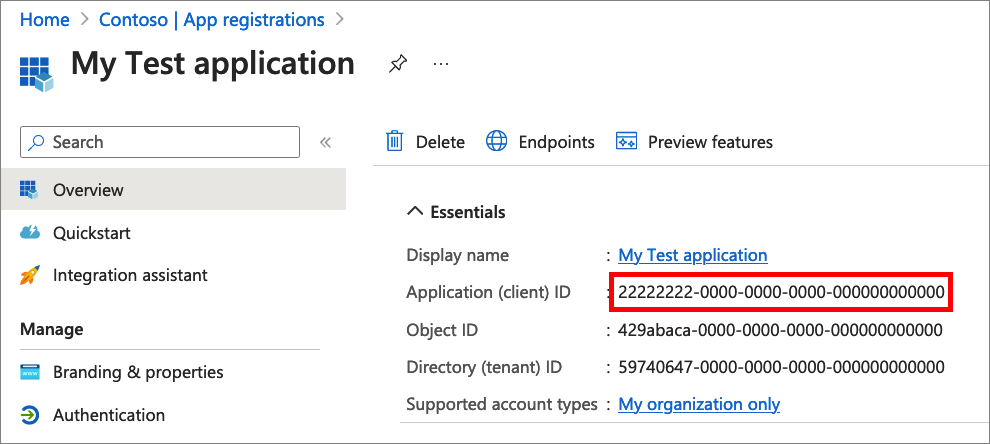 Home > Contoso | App registrations >
My Test application ...
Search «
Delete Endpoints Preview features
Overview
Quickstart
Integration assistant
Manage
Branding & properties
Authentication
Essentials
Display name : My Test application
Application (client) ID : 22222222-0000-0000-0000-000000000000
Object ID : 429abaca-0000-0000-0000-000000000000
Directory (tenant) ID : 59740647-0000-0000-0000-000000000000
Supported account types : My organization only